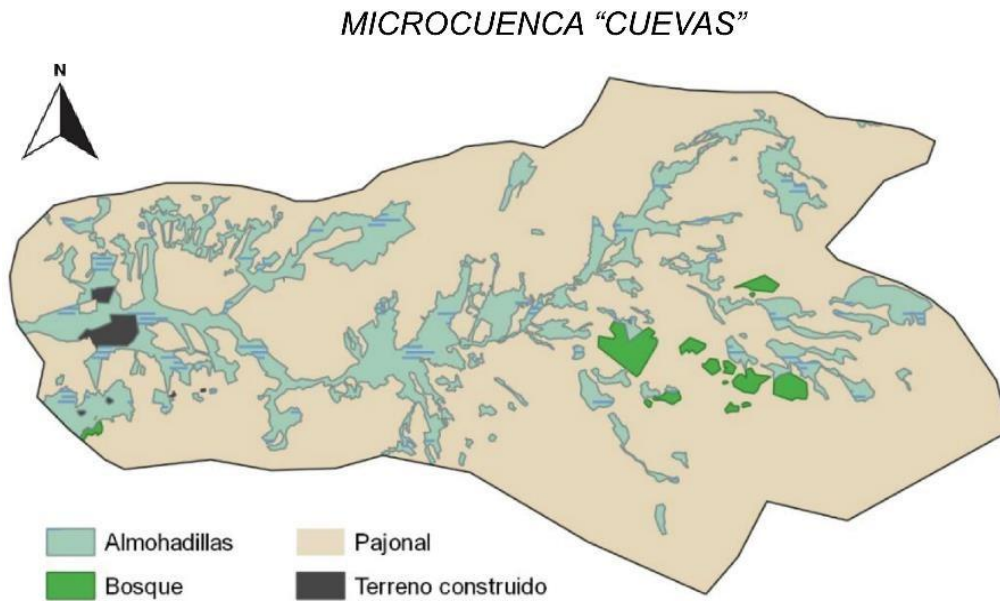 MICROCUENCA “CUEVAS”
N
Almohadillas
Pajonal
Bosque
Terreno construido